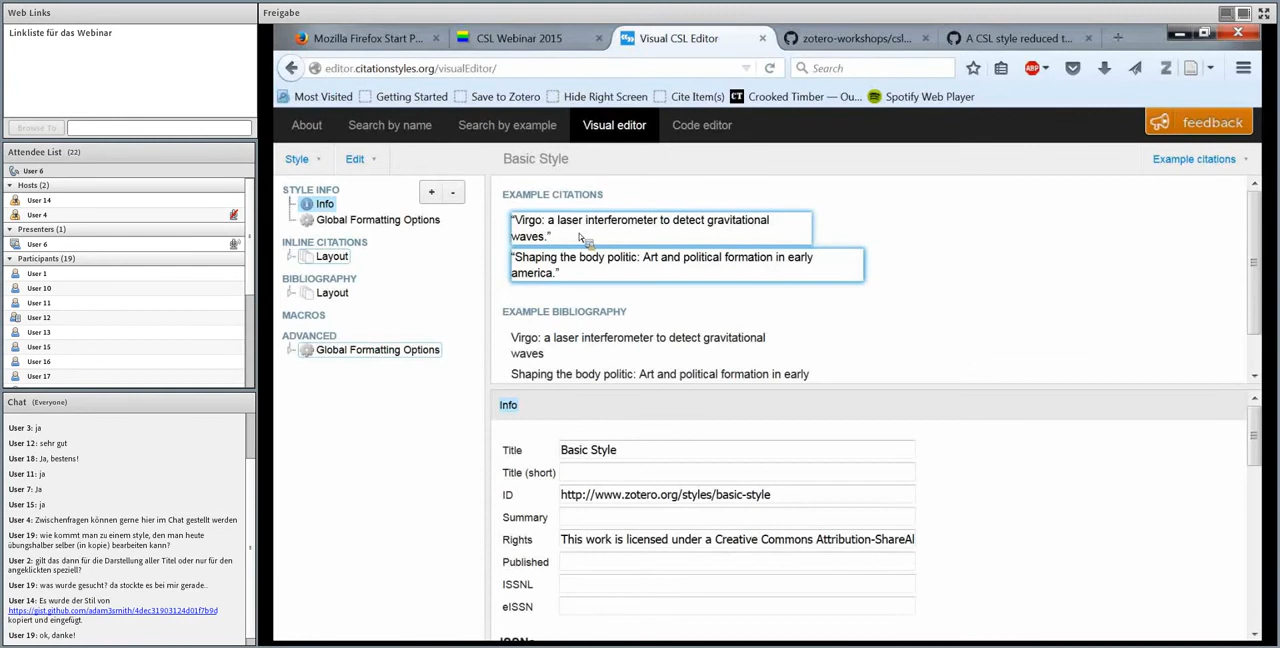 Web Links
Linkliste für das Webinar
Browse To
Attendee List (22)
User 6
Hosts (2)
User 14
User 4
Presenters (1)
User 6
Participants (19)
User 1
User 10
User 11
User 12
User 13
User 15
User 16
User 17
Chat (Everyone)
User 3: ja
User 12: sehr gut
User 18: Ja, bestens!
User 11: ja
User 7: Ja
User 15: ja
User 4: Zwischenfragen können gerne hier im Chat gestellt werden
User 19: wie kommt man zu einem style, den man heute
übungshalber selber (in kopie) bearbeiten kann?
User 2: gilt das dann für die Darstellung aller Titel oder nur für den
angeklickten speziell?
User 19: was wurde gesucht? da stockte es bei mir gerade..
User 14: Es wurde der Stil von
https://gist.github.com/adam3smith/4dec31903124d01f7b9d
kopiert und eingefügt.
User 19: ok, danke!
Freigabe
Mozilla Firefox Start P...
CSL Webinar 2015
Visual CSL Editor
zotero-workshops/csl...
A CSL style reduced t...
editor.citationstyles.org/visualEditor/
Search
ABP
Most Visited
Getting Started
Save to Zotero
Hide Right Screen
Cite Item(s)
CT Crooked Timber — Ou...
Spotify Web Player
About
Search by name
Search by example
Visual editor
Code editor
feedback
Style
Edit
Basic Style
Example citations
STYLE INFO
+
-
Info
Global Formatting Options
INLINE CITATIONS
Layout
BIBLIOGRAPHY
Layout
MACROS
ADVANCED
Global Formatting Options
EXAMPLE CITATIONS
“Virgo: a laser interferometer to detect gravitational
waves.”
“Shaping the body politic: Art and political formation in early
america.”
EXAMPLE BIBLIOGRAPHY
Virgo: a laser interferometer to detect gravitational
waves
Shaping the body politic: Art and political formation in early
Info
Title Basic Style
Title (short)
ID http://www.zotero.org/styles/basic-style
Summary
Rights This work is licensed under a Creative Commons Attribution-ShareAl
Published
ISSNL
eISSN